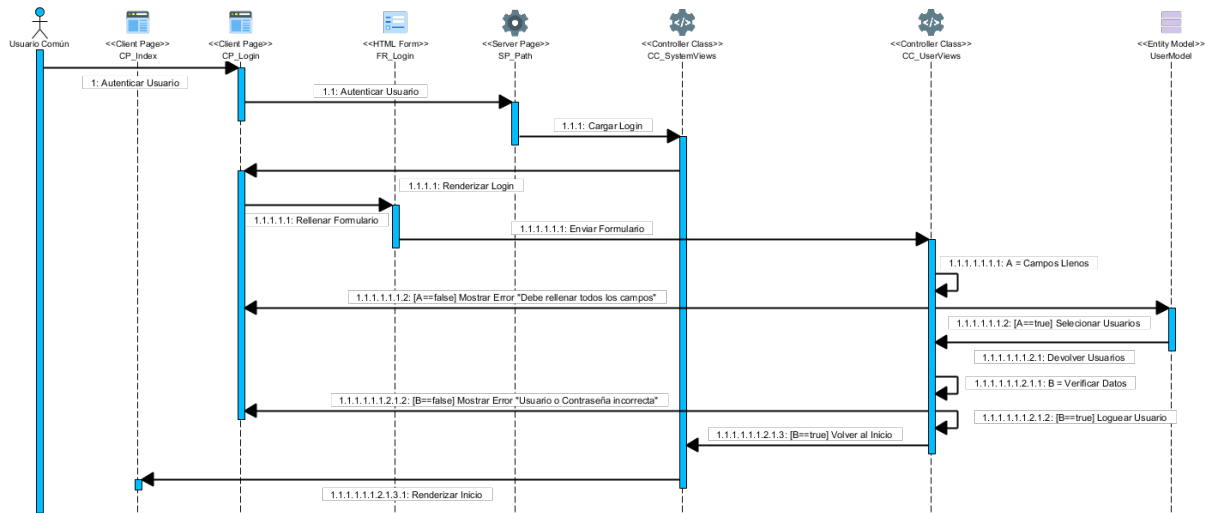 Usuario Común
<<Client Page>>
CP_Index
<<Client Page>>
CP_Login
<<HTML Form>>
FR_Login
<<Server Page>>
SP_Path
<<Controller Class>>
CC_SystemViews
<<Controller Class>>
CC_UserViews
<<Entity Model>>
UserModel
1: Autenticar Usuario
1.1: Autenticar Usuario
1.1.1: Cargar Login
1.1.1.1: Renderizar Login
1.1.1.1.1: Rellenar Formulario
1.1.1.1.1.1: Enviar Formulario
1.1.1.1.1.1.1: A = Campos Llenos
1.1.1.1.1.1.2: [A==false] Mostrar Error "Debe rellenar todos los campos"
1.1.1.1.1.1.2: [A==true] Selecionar Usuarios
1.1.1.1.1.1.2.1: Devolver Usuarios
1.1.1.1.1.1.2.1.1: B = Verificar Datos
1.1.1.1.1.1.2.1.2: [B==false] Mostrar Error "Usuario o Contraseña incorrecta"
1.1.1.1.1.1.2.1.2: [B==true] Loguear Usuario
1.1.1.1.1.1.2.1.3: [B==true] Volver al Inicio
1.1.1.1.1.1.2.1.3.1: Renderizar Inicio